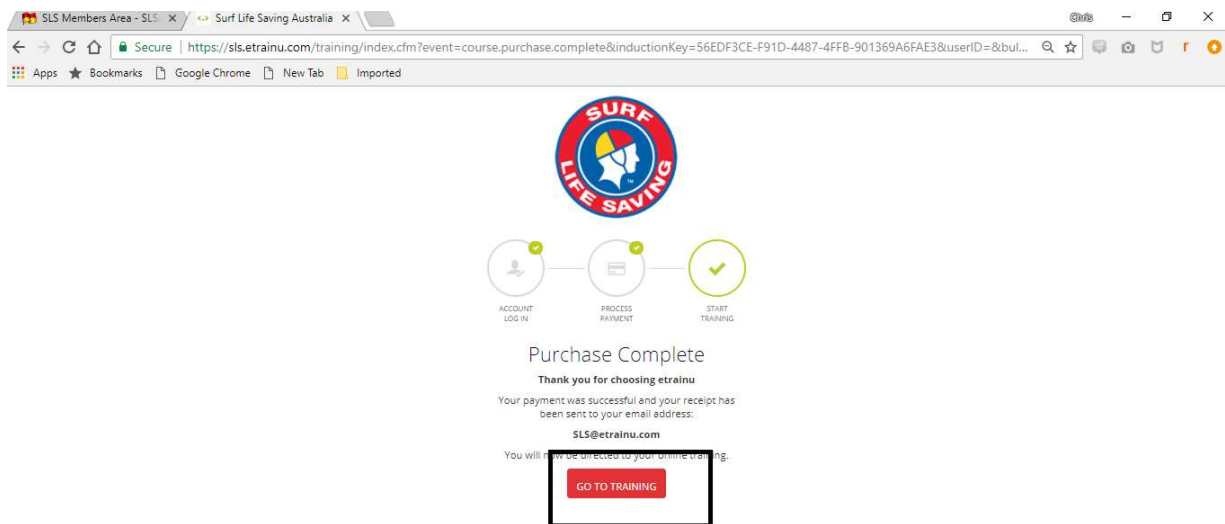 SLS Members Area - SLS
Surf Life Saving Australia
Chris
Secure | https://sls.etrainu.com/training/index.cfm?event=course.purchase.complete&inductionKey=56EDF3CE-F91D-4487-4FFB-901369A6FAE3&userID=&bul...
Apps Bookmarks Google Chrome New Tab Imported
SURF
LIFE SAVING
ACCOUNT
LOG IN
PROCESS
PAYMENT
START
TRAINING
Purchase Complete
Thank you for choosing etrainu
Your payment was successful and your receipt has
been sent to your email address:
SLS@etrainu.com
You will now be directed to your online training.
GO TO TRAINING